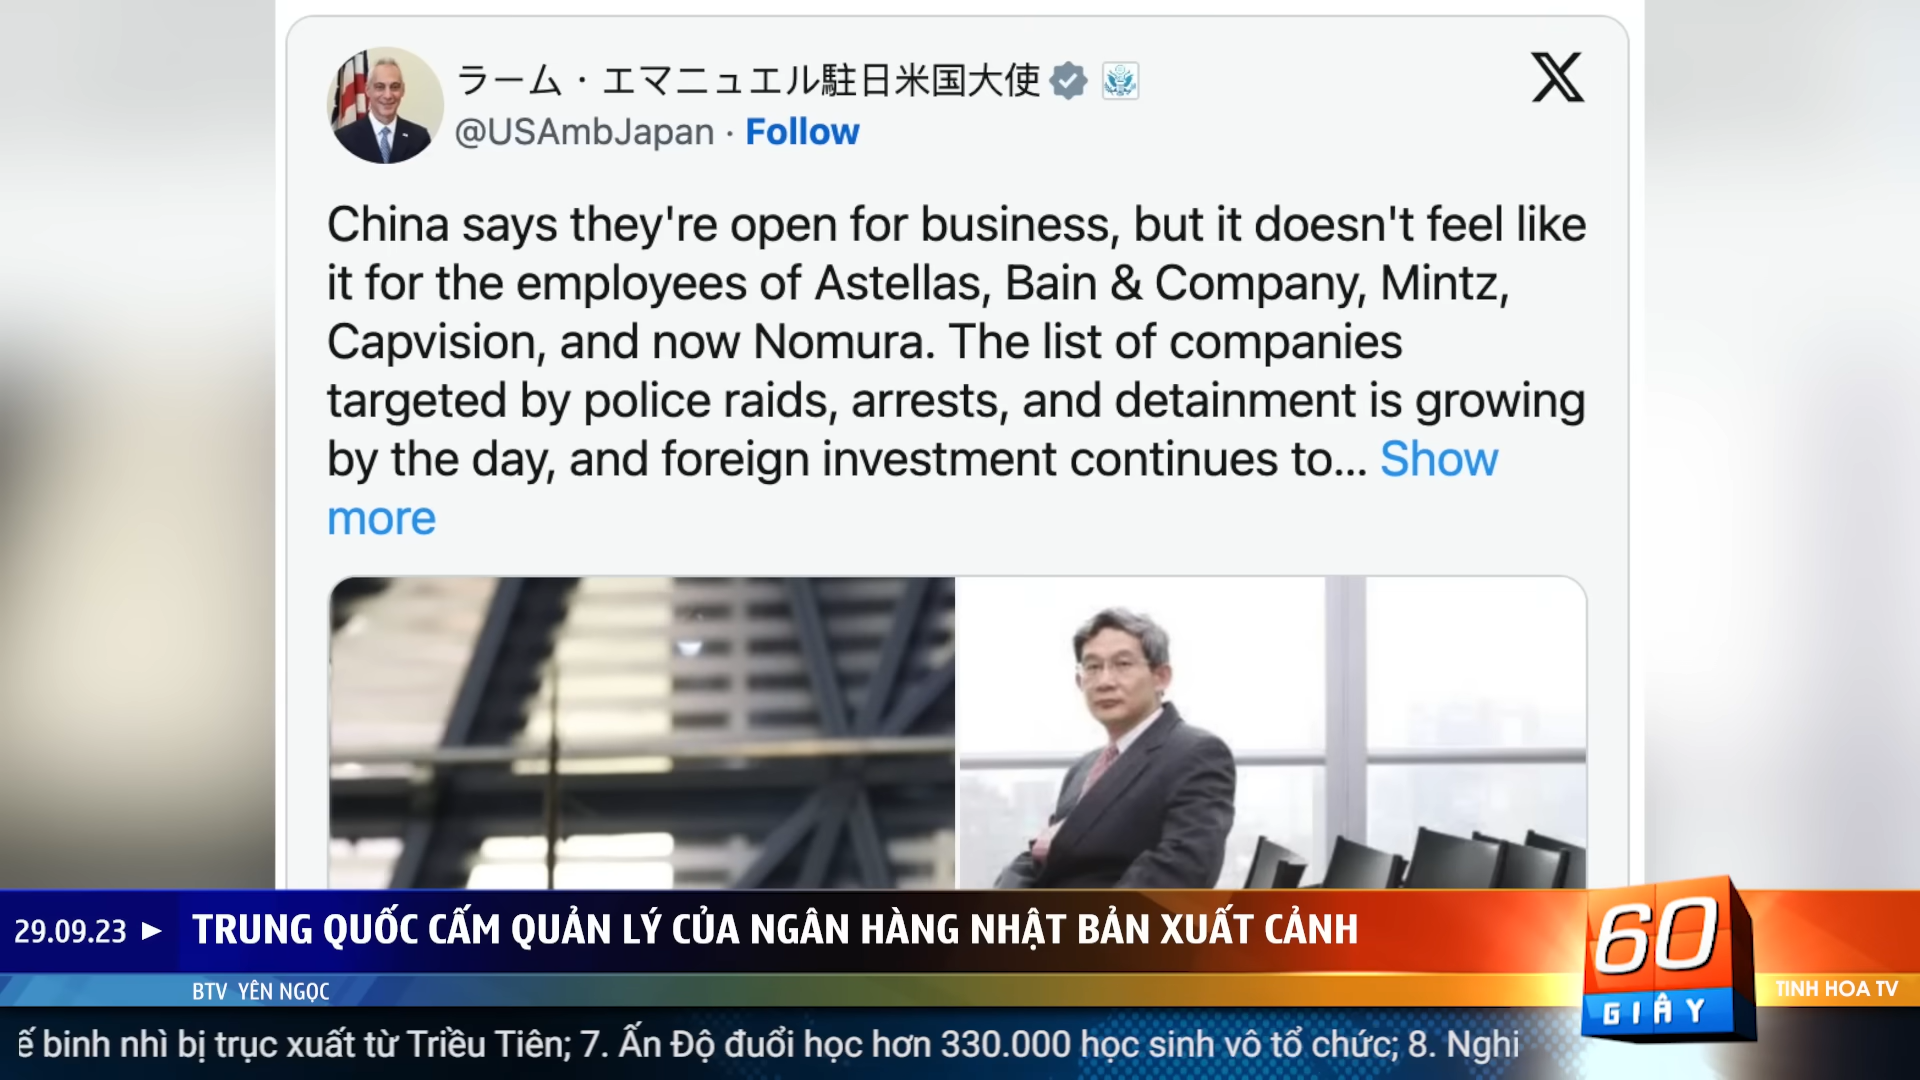 ラーム・エマニュエル駐日米国大使
@USAmbJapan · Follow
China says they're open for business, but it doesn't feel like
it for the employees of Astellas, Bain & Company, Mintz,
Capvision, and now Nomura. The list of companies
targeted by police raids, arrests, and detainment is growing
by the day, and foreign investment continues to... Show
more
29.09.23
TRUNG QUỐC CẤM QUẢN LÝ CỦA NGÂN HÀNG NHẬT BẢN XUẤT CẢNH
BTV YÊN NGỌC
60
GIÂY
TINH HOA TV
ế binh nhì bị trục xuất từ Triều Tiên; 7. Ấn Độ đuổi học hơn 330.000 học sinh vô tổ chức; 8. Nghi